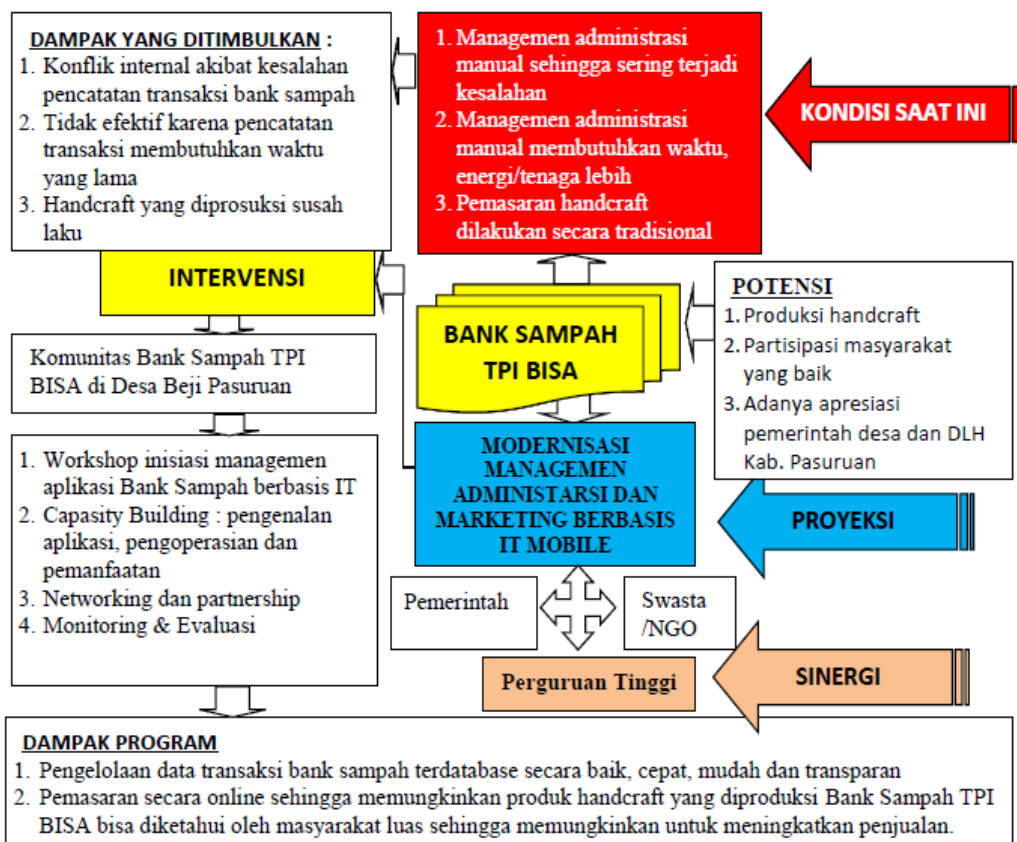 DAMPAK YANG DITIMBULKAN :
1. Konflik internal akibat kesalahan
pencatatan transaksi bank sampah
2. Tidak efektif karena pencatatan
transaksi membutuhkan waktu
yang lama
3. Handcraft yang diprosuksi susah
laku
1. Managemen administrasi
manual sehingga sering terjadi
kesalahan
2. Managemen administrasi
manual membutuhkan waktu,
energi/tenaga lebih
3. Pemasaran handcraft
dilakukan secara tradisional
KONDISI SAAT INI
INTERVENSI
BANK SAMPAH
TPI BISA
POTENSI
1. Produksi handcraft
2. Partisipasi masyarakat
yang baik
3. Adanya apresiasi
pemerintah desa dan DLH
Kab. Pasuruan
Komunitas Bank Sampah TPI
BISA di Desa Beji Pasuruan
1. Workshop inisiasi managemen
aplikasi Bank Sampah berbasis IT
2. Capasity Building : pengenalan
aplikasi, pengoperasian dan
pemanfaatan
3. Networking dan partnership
4. Monitoring & Evaluasi
MODERNISASI
MANAGEMEN
ADMINISTARSI DAN
MARKETING BERBASIS
IT MOBILE
PROYEKSI
Pemerintah
Swasta
/NGO
Perguruan Tinggi
SINERGI
DAMPAK PROGRAM
1. Pengelolaan data transaksi bank sampah terdatabase secara baik, cepat, mudah dan transparan
2. Pemasaran secara online sehingga memungkinkan produk handcraft yang diproduksi Bank Sampah TPI
BISA bisa diketahui oleh masyarakat luas sehingga memungkinkan untuk meningkatkan penjualan.